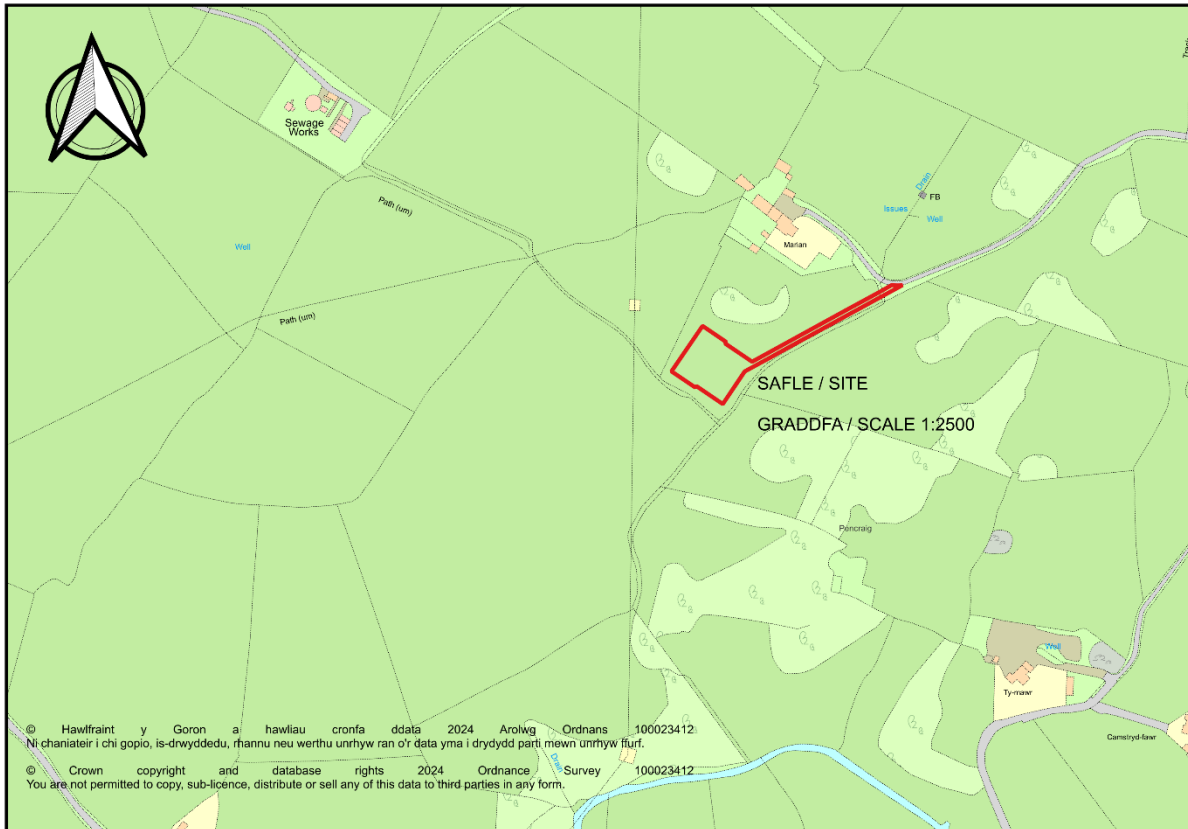 Track
Sewage
Works
Path (um)
Well
Path (um)
Marian
Drain
FB
Issues
Well
SAFLE / SITE
GRADDFA / SCALE 1:2500
Pencraig
Well
Ty-mawr
Camstryd-fawr
Drain
© Hawlfraint y Goron a hawliau cronfa ddata 2024 Arolwg Ordnans 100023412
Ni chaniateir i chi gopïo, is-drwyddedu, rhannu neu werthu unrhyw ran o'r data yma i drydydd parti mewn unrhyw ffurf.
© Crown copyright and database rights 2024 Ordnance Survey 100023412
You are not permitted to copy, sub-licence, distribute or sell any of this data to third parties in any form.